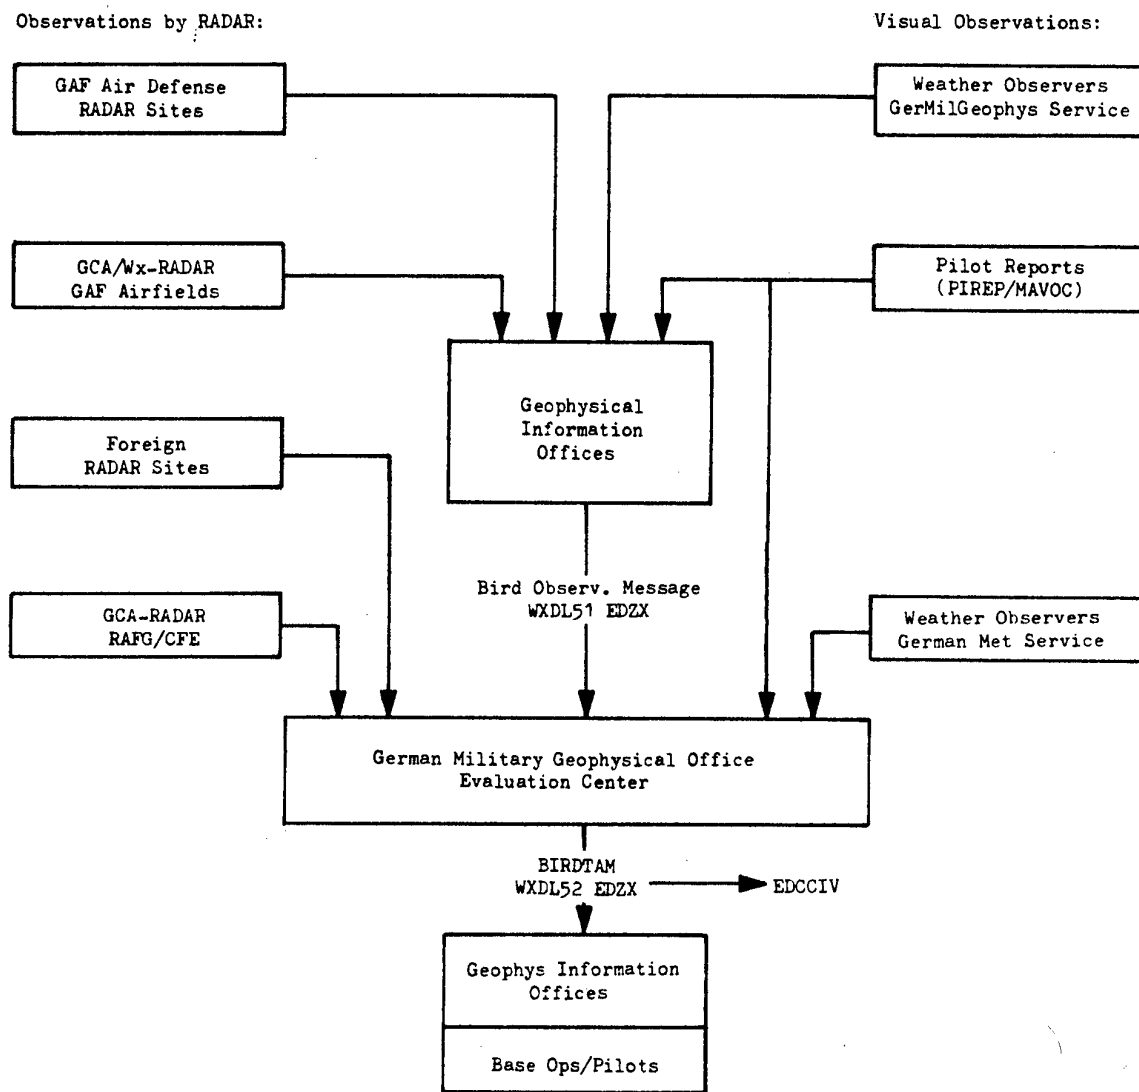 Observations by RADAR:
Visual Observations:
GAF Air Defense
RADAR Sites
Weather Observers
GerMilGeophys Service
GCA/Wx-RADAR
GAF Airfields
Pilot Reports
(PIREP/MAVOC)
Geophysical
Information
Offices
Foreign
RADAR Sites
Bird Observ. Message
WXDL51 EDZX
GCA-RADAR
RAFG/CFE
Weather Observers
German Met Service
German Military Geophysical Office
Evaluation Center
BIRDTAM
WXDL52 EDZX
EDCCIV
Geophys Information
Offices
Base Ops/Pilots